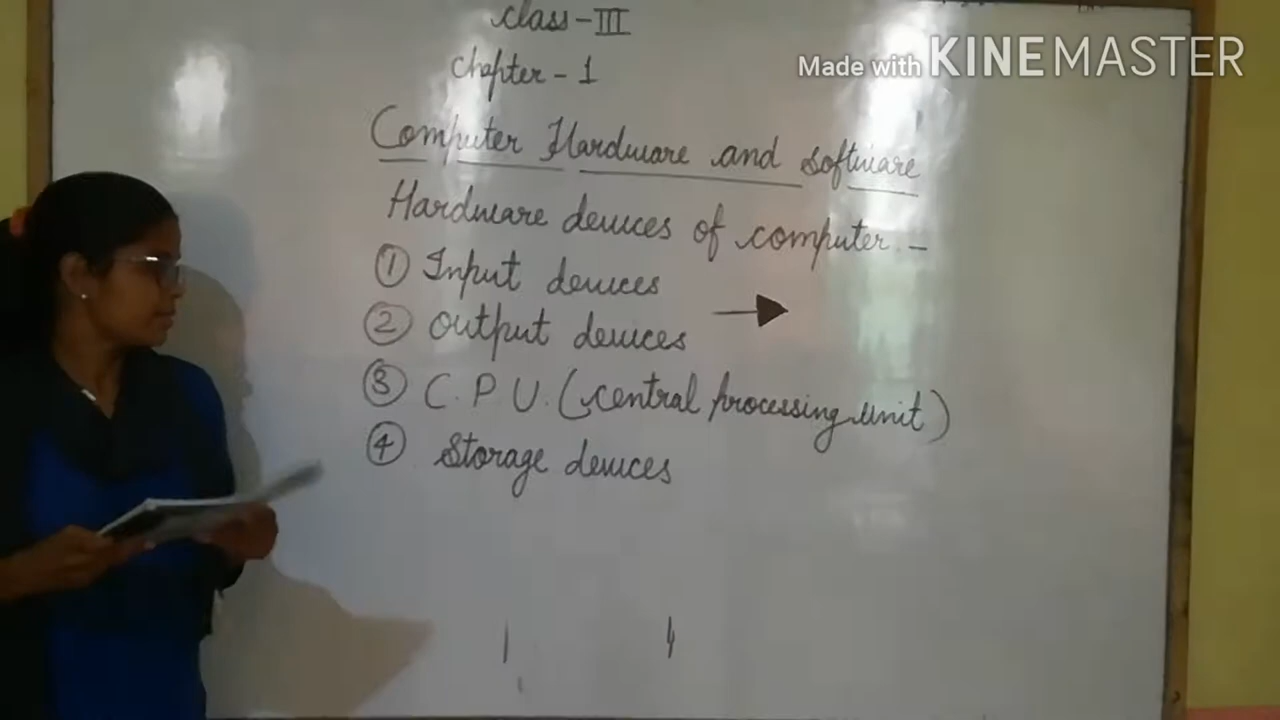 Class-III
Made with KINEMASTER
Chapter - 1
Computer Hardware and Software
Hardware devices of computer. -
① Input devices
② Output devices
③ C.P.U. (central processing unit)
④ Storage devices